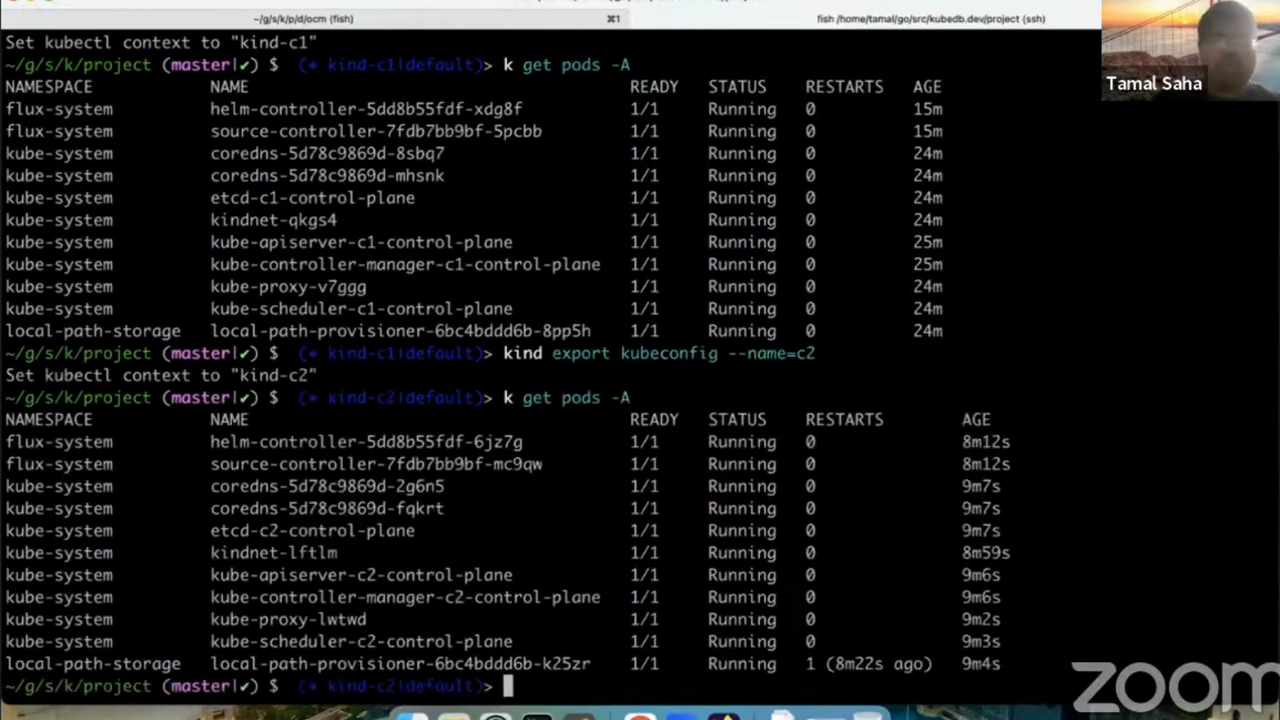 ~/g/s/k/p/d/ocm (fish) ⌘1 fish /home/tamal/go/src/kubedb.dev/project (ssh)
Set kubectl context to "kind-c1"
~/g/s/k/project (master|✔) $ (⎈ kind-c1|default)> k get pods -A
NAMESPACE NAME READY STATUS RESTARTS AGE
flux-system helm-controller-5dd8b55fdf-xdg8f 1/1 Running 0 15m
flux-system source-controller-7fdb7bb9bf-5pcbb 1/1 Running 0 15m
kube-system coredns-5d78c9869d-8sbq7 1/1 Running 0 24m
kube-system coredns-5d78c9869d-mhsnk 1/1 Running 0 24m
kube-system etcd-c1-control-plane 1/1 Running 0 24m
kube-system kindnet-qkgs4 1/1 Running 0 24m
kube-system kube-apiserver-c1-control-plane 1/1 Running 0 25m
kube-system kube-controller-manager-c1-control-plane 1/1 Running 0 25m
kube-system kube-proxy-v7ggg 1/1 Running 0 24m
kube-system kube-scheduler-c1-control-plane 1/1 Running 0 24m
local-path-storage local-path-provisioner-6bc4bddd6b-8pp5h 1/1 Running 0 24m
~/g/s/k/project (master|✔) $ (⎈ kind-c1|default)> kind export kubeconfig --name=c2
Set kubectl context to "kind-c2"
~/g/s/k/project (master|✔) $ (⎈ kind-c2|default)> k get pods -A
NAMESPACE NAME READY STATUS RESTARTS AGE
flux-system helm-controller-5dd8b55fdf-6jz7g 1/1 Running 0 8m12s
flux-system source-controller-7fdb7bb9bf-mc9qw 1/1 Running 0 8m12s
kube-system coredns-5d78c9869d-2g6n5 1/1 Running 0 9m7s
kube-system coredns-5d78c9869d-fqkrt 1/1 Running 0 9m7s
kube-system etcd-c2-control-plane 1/1 Running 0 9m7s
kube-system kindnet-lftlm 1/1 Running 0 8m59s
kube-system kube-apiserver-c2-control-plane 1/1 Running 0 9m6s
kube-system kube-controller-manager-c2-control-plane 1/1 Running 0 9m6s
kube-system kube-proxy-lwtwd 1/1 Running 0 9m2s
kube-system kube-scheduler-c2-control-plane 1/1 Running 0 9m3s
local-path-storage local-path-provisioner-6bc4bddd6b-k25zr 1/1 Running 1 (8m22s ago) 9m4s
~/g/s/k/project (master|✔) $ (⎈ kind-c2|default)>
Tamal Saha
zoom